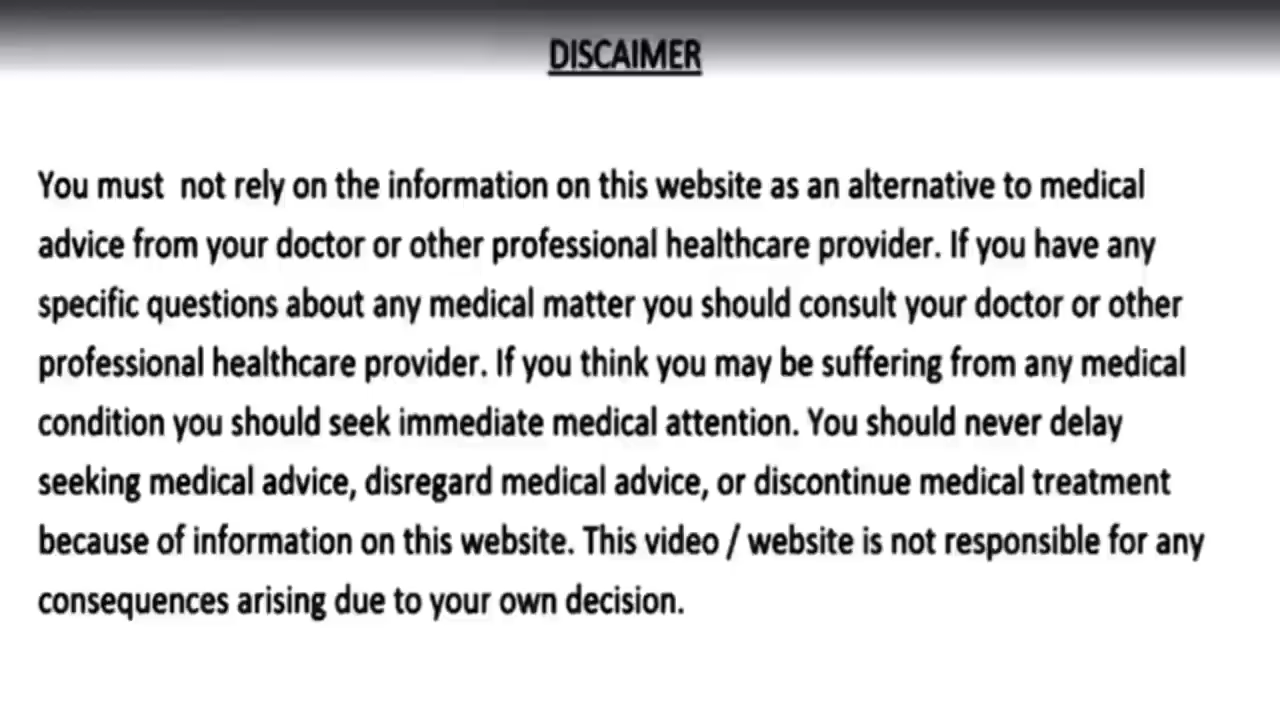 DISCAIMER
You must  not rely on the information on this website as an alternative to medical
advice from your doctor or other professional healthcare provider. If you have any
specific questions about any medical matter you should consult your doctor or other
professional healthcare provider. If you think you may be suffering from any medical
condition you should seek immediate medical attention. You should never delay
seeking medical advice, disregard medical advice, or discontinue medical treatment
because of information on this website. This video / website is not responsible for any
consequences arising due to your own decision.